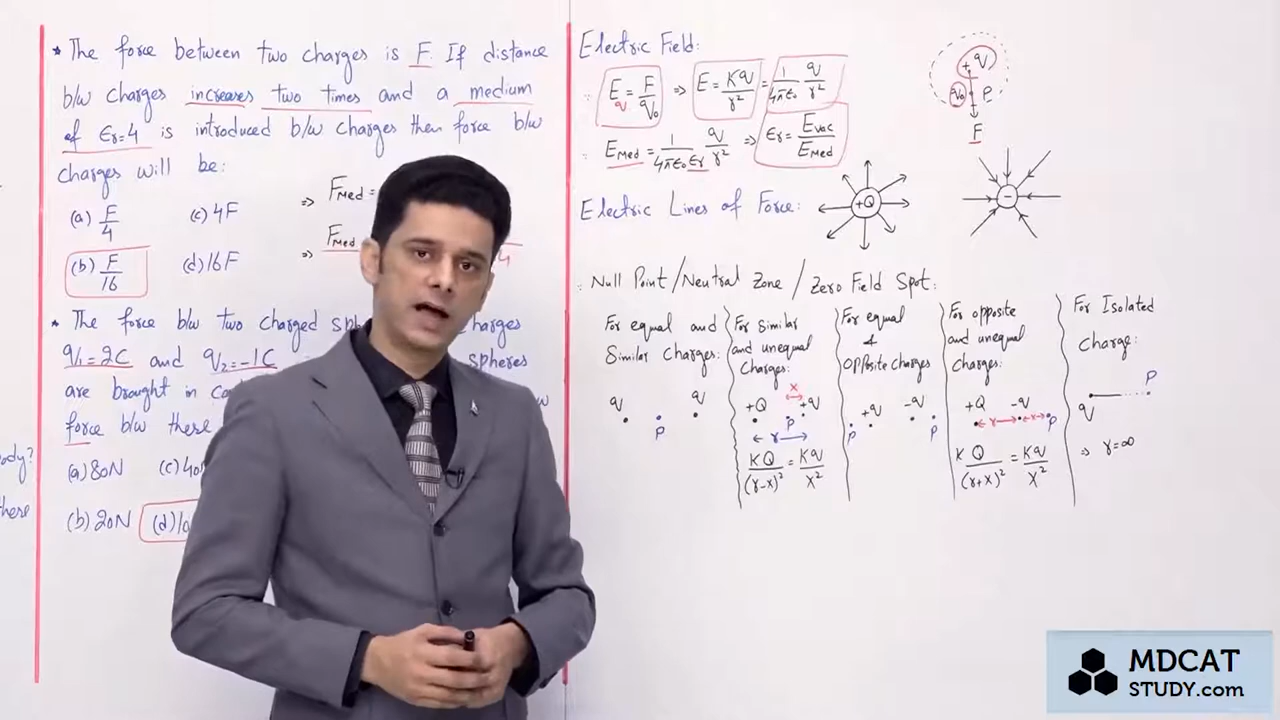 * The force between two charges is F. If distance
b/w charges increases two times and a medium
of εr=4 is introduced b/w charges then force b/w
charges will be:
(a) F/4 (c) 4F
(b) F/16 (d) 16F
⇒ FMed =
⇒ FMed
4
* The force b/w two charged sp charges
q1=2C and q2=-1C spheres
are brought in w
force b/w these
(a) 80N (c) 40
(b) 20N (d) 10
ody?
here
Electric Field:
∵ E = F/q0 ⇒ E = Kq/r² = 1/4πε0 q/r²
∵ EMed = 1/4πε0εr q/r² ⇒ εr = EVac/EMed
+q
q0
F
Electric Lines of Force:
+Q
-
∵ Null Point/Neutral Zone / Zero Field Spot:
For equal and
Similar Charges:
q q
P
For similar
and unequal
charges:
x
+Q +q
P
← r →
KQ/(r-x)² = Kq/x²
For equal
&
opposite charges
+q -q
P P
For opposite
and unequal
charges:
+Q -q
← r → ← x → P
KQ/(r+x)² = Kq/x²
For Isolated
Charge:
P
q
⇒ r=∞
MDCAT
STUDY.com